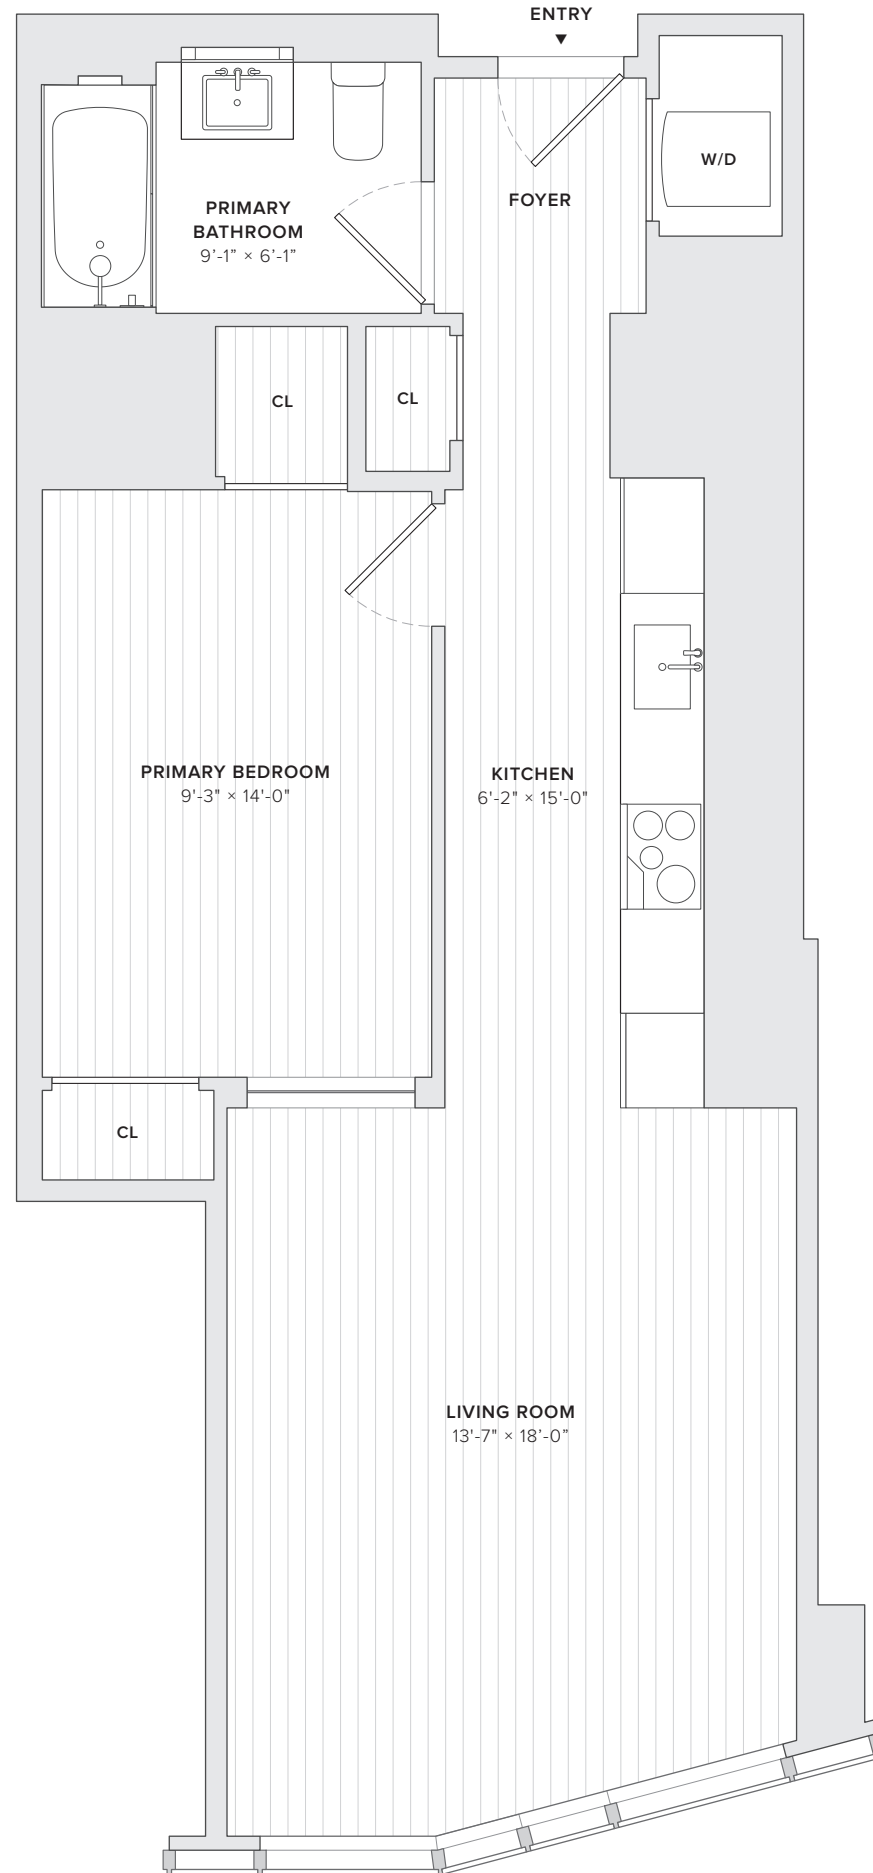 ENTRY
W/D
FOYER
PRIMARY
BATHROOM
9’-1” × 6’-1”
CL
CL
PRIMARY BEDROOM
9'-3" × 14'-0"
KITCHEN
6'-2" × 15'-0"
CL
LIVING ROOM
13'-7" × 18’-0”